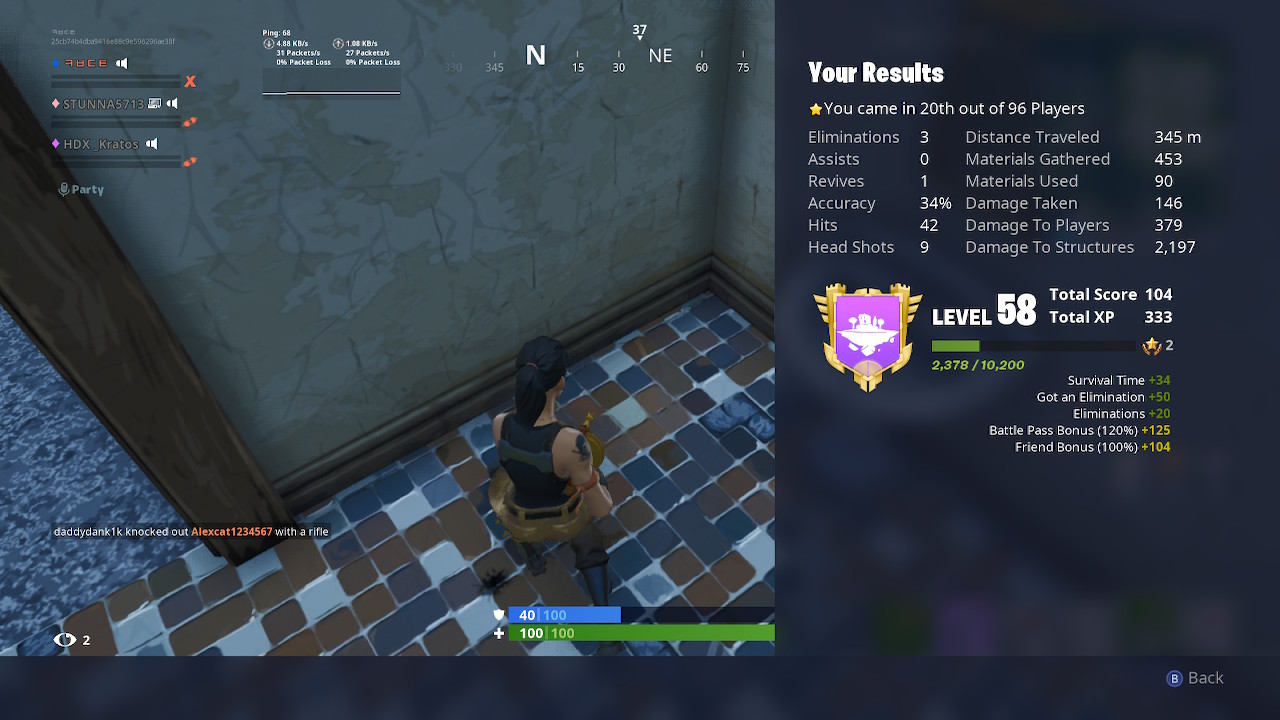 25cb74b4dba9416e86c9e596296ae38f
STUNNA5713
HDX_Kratos
Party
Ping: 68
4.88 KB/s 1.08 KB/s
31 Packets/s 27 Packets/s
0% Packet Loss 0% Packet Loss
37
330 345 N 15 30 NE 60 75
daddydank1k knocked out Alexcat1234567 with a rifle
2
40 | 100
100 | 100
Your Results
You came in 20th out of 96 Players
Eliminations 3 Distance Traveled 345 m
Assists 0 Materials Gathered 453
Revives 1 Materials Used 90
Accuracy 34% Damage Taken 146
Hits 42 Damage To Players 379
Head Shots 9 Damage To Structures 2,197
LEVEL 58
Total Score 104
Total XP 333
2
2,378 / 10,200
Survival Time +34
Got an Elimination +50
Eliminations +20
Battle Pass Bonus (120%) +125
Friend Bonus (100%) +104
B Back